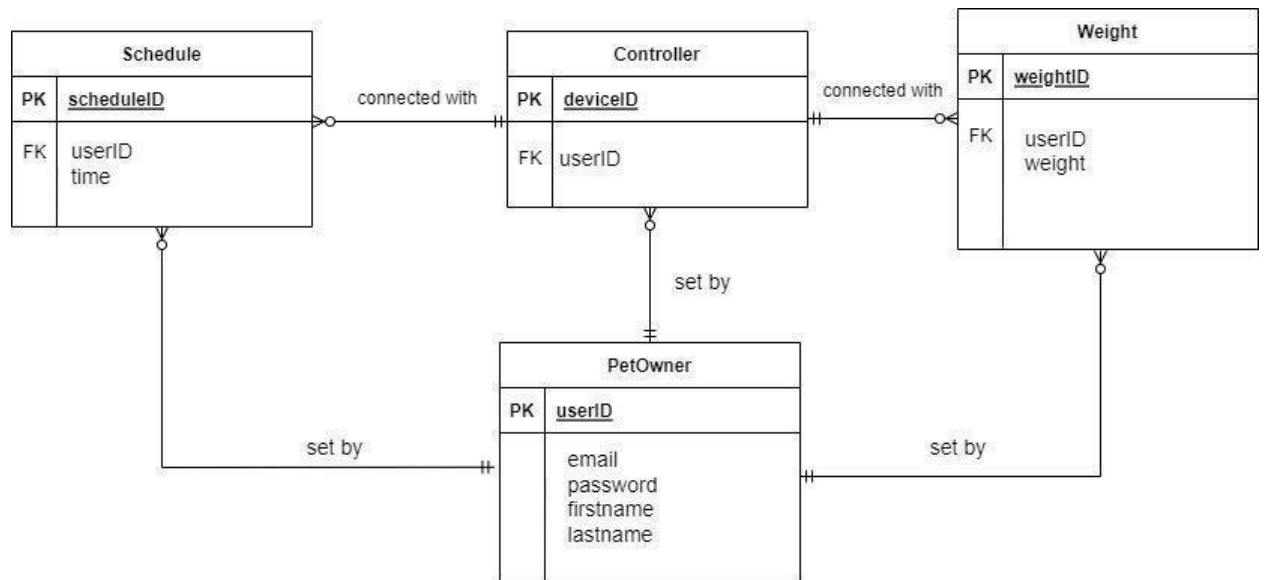 Schedule
PK scheduleID
FK userID
time
connected with
Controller
PK deviceID
FK userID
connected with
Weight
PK weightID
FK userID
weight
set by
PetOwner
PK userID
email
password
firstname
lastname
set by
set by